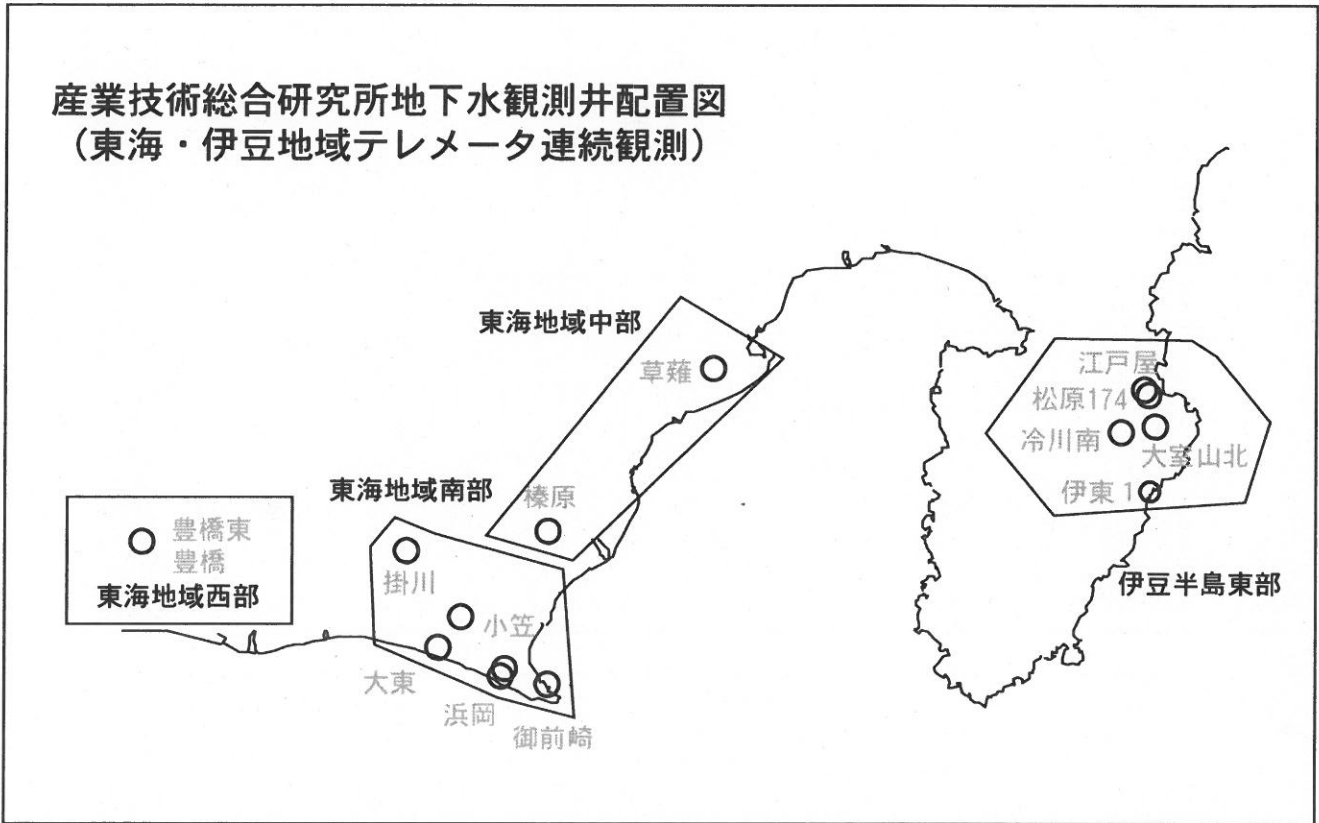 産業技術総合研究所地下水観測井配置図
（東海・伊豆地域テレメータ連続観測）
東海地域中部
草薙
江戸屋
松原174
冷川南
大室山北
伊東1
伊豆半島東部
東海地域南部
榛原
掛川
小笠
大東
浜岡
御前崎
豊橋東
豊橋
東海地域西部